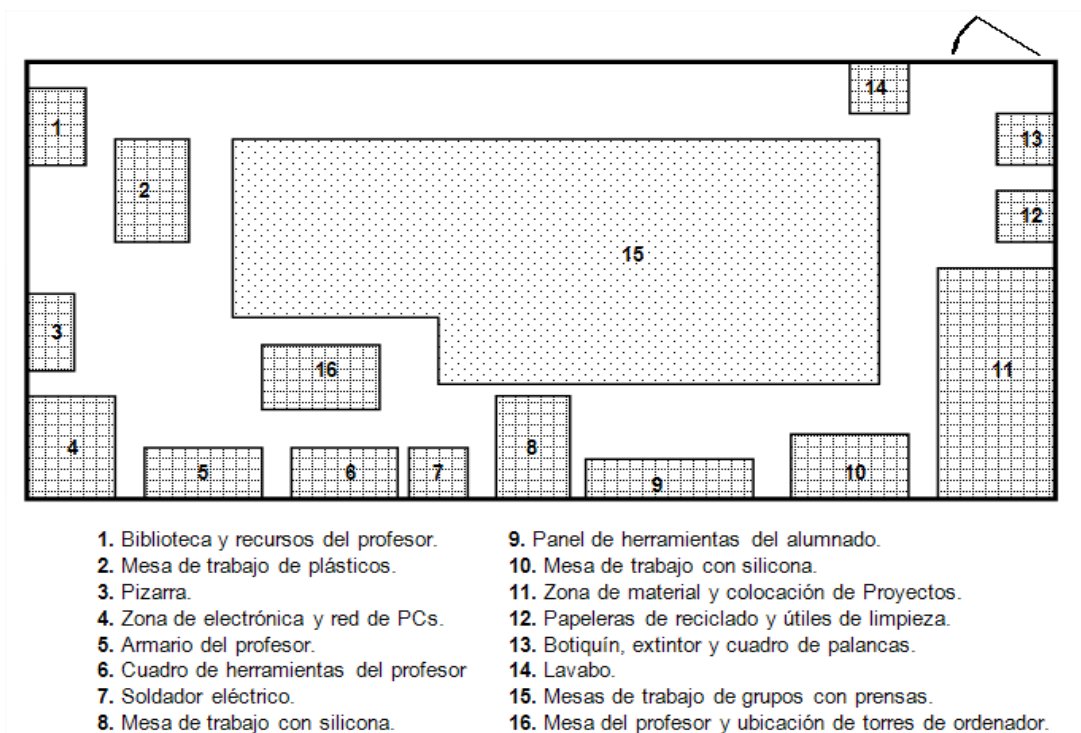 14
1
13
2
12
15
3
16
11
4
5
6
7
8
9
10
1. Biblioteca y recursos del profesor.
2. Mesa de trabajo de plásticos.
3. Pizarra.
4. Zona de electrónica y red de PCs.
5. Armario del profesor.
6. Cuadro de herramientas del profesor
7. Soldador eléctrico.
8. Mesa de trabajo con silicona.
9. Panel de herramientas del alumnado.
10. Mesa de trabajo con silicona.
11. Zona de material y colocación de Proyectos.
12. Papeleras de reciclado y útiles de limpieza.
13. Botiquín, extintor y cuadro de palancas.
14. Lavabo.
15. Mesas de trabajo de grupos con prensas.
16. Mesa del profesor y ubicación de torres de ordenador.